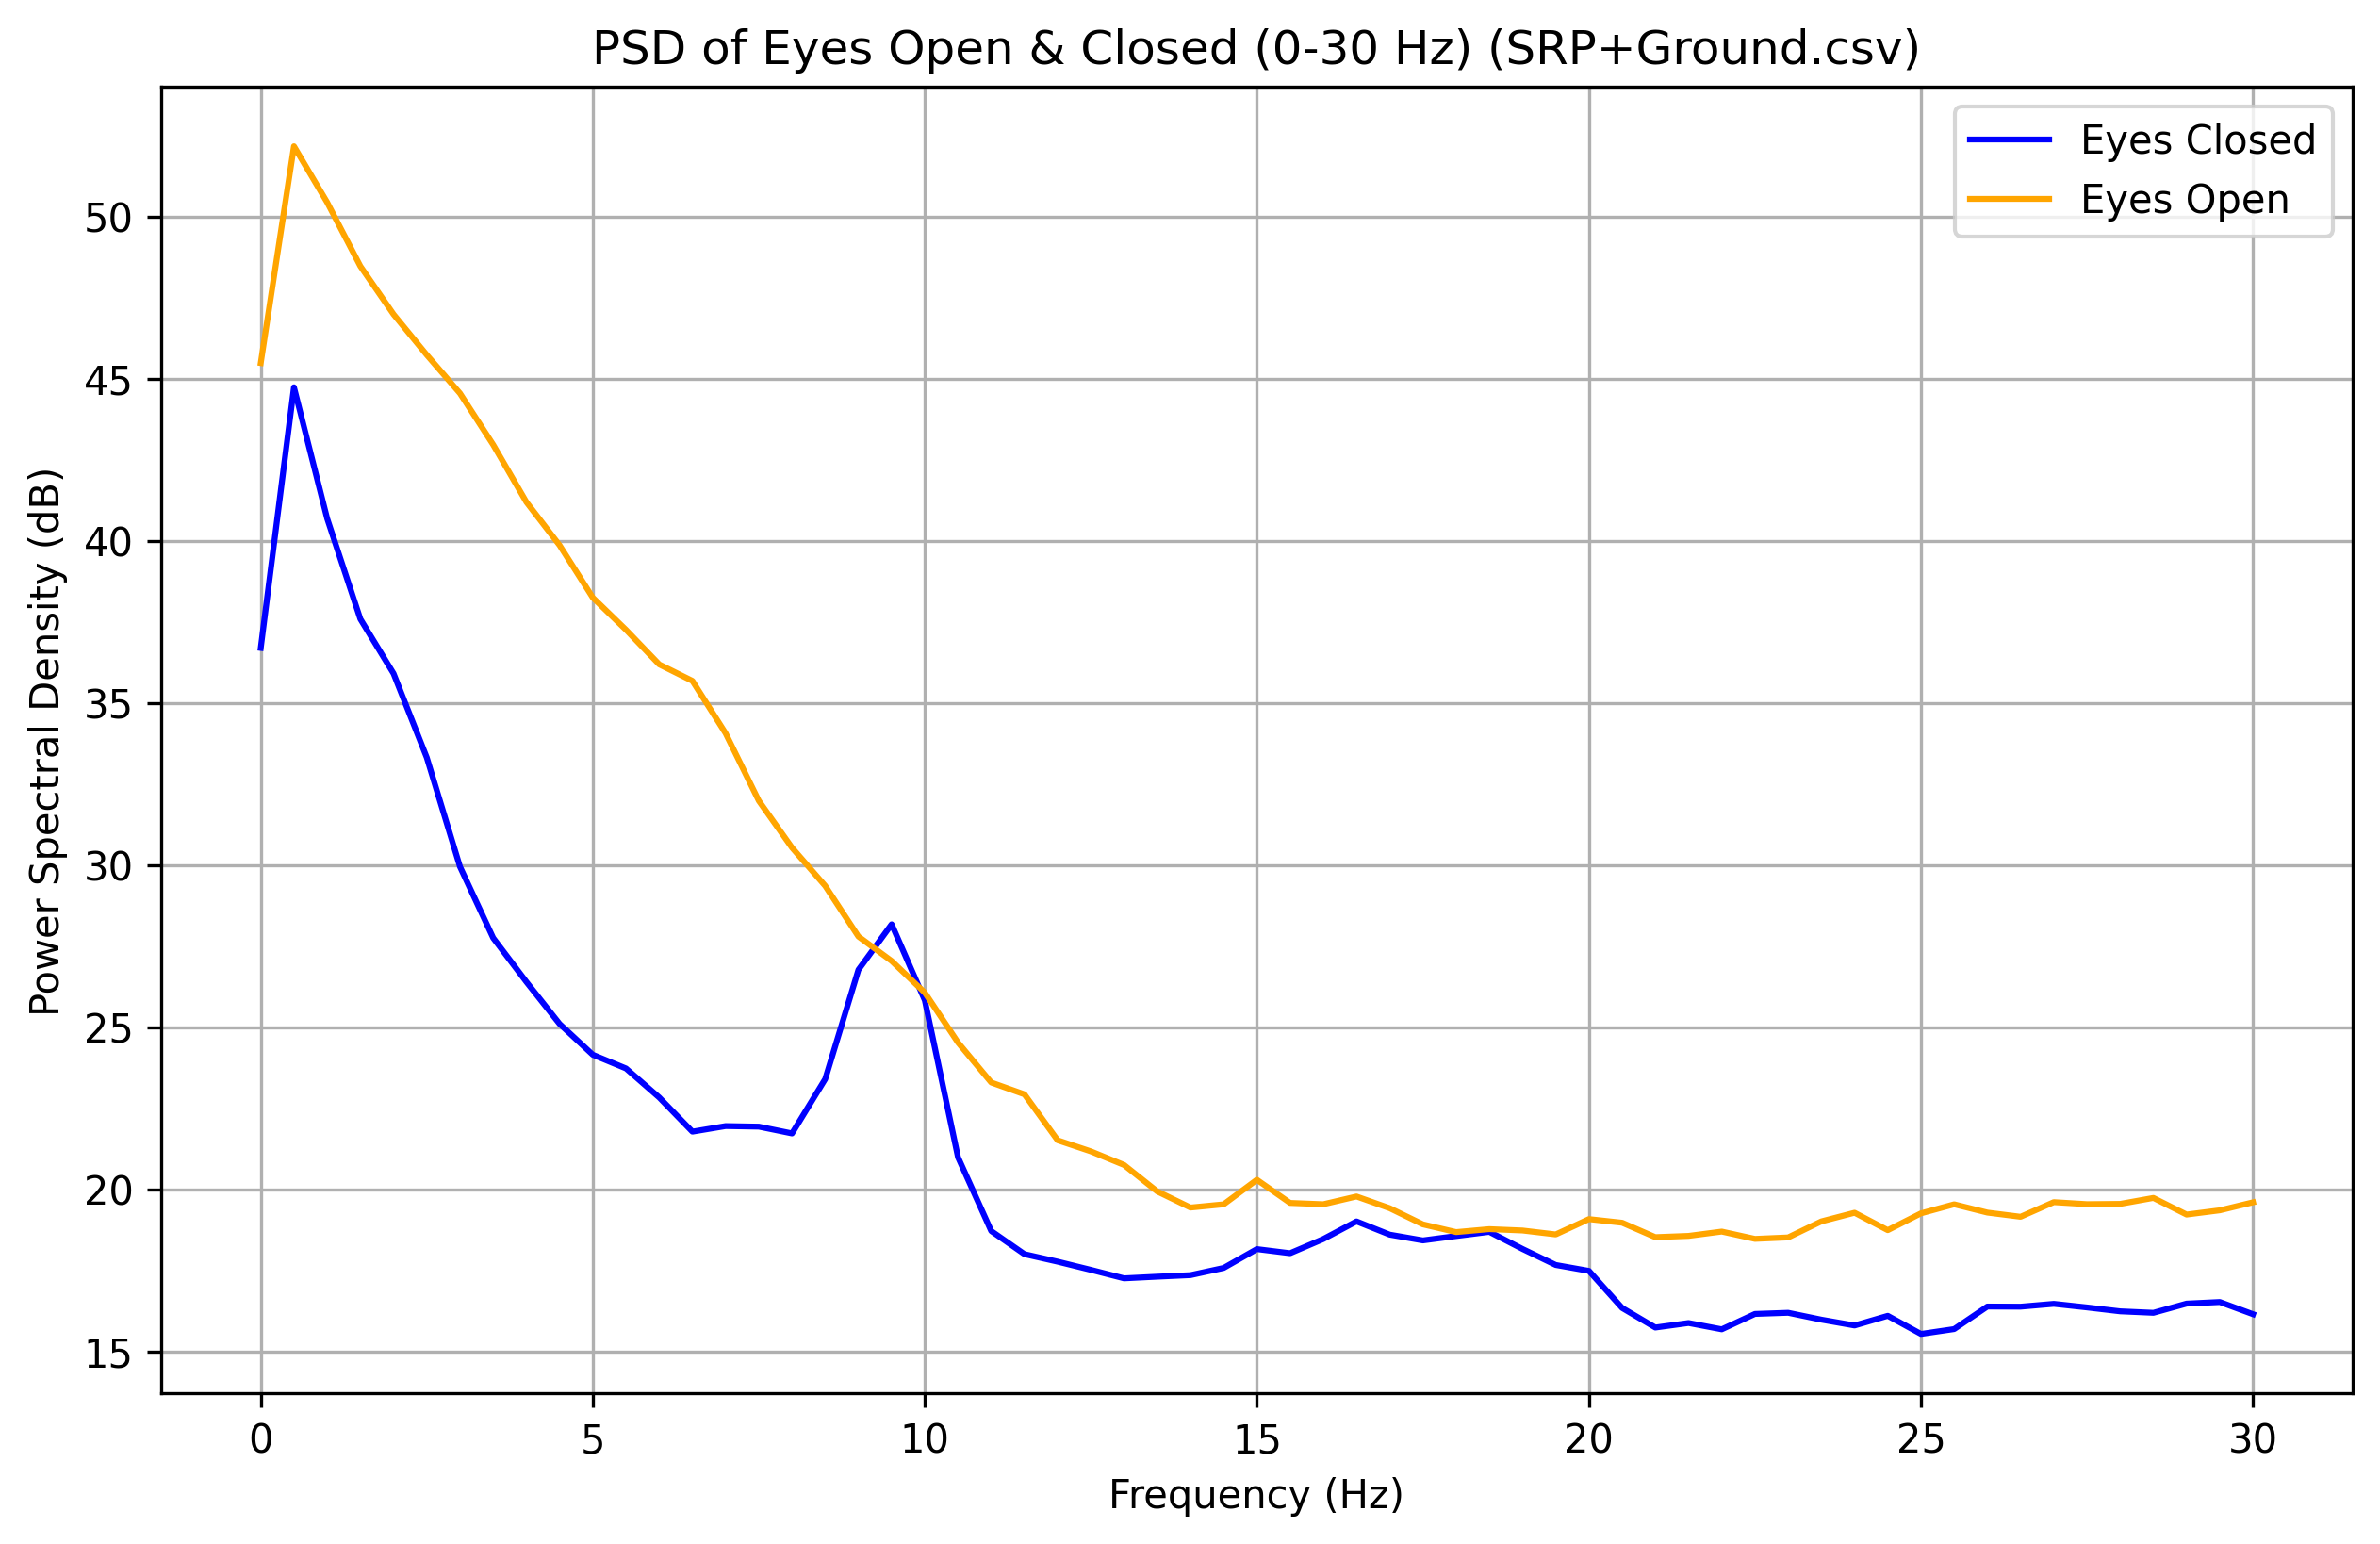 PSD of Eyes Open & Closed (0-30 Hz) (SRP+Ground.csv)
Eyes Closed
Eyes Open
Power Spectral Density (dB)
50
45
40
35
30
25
20
15
0 5 10 15 20 25 30
Frequency (Hz)